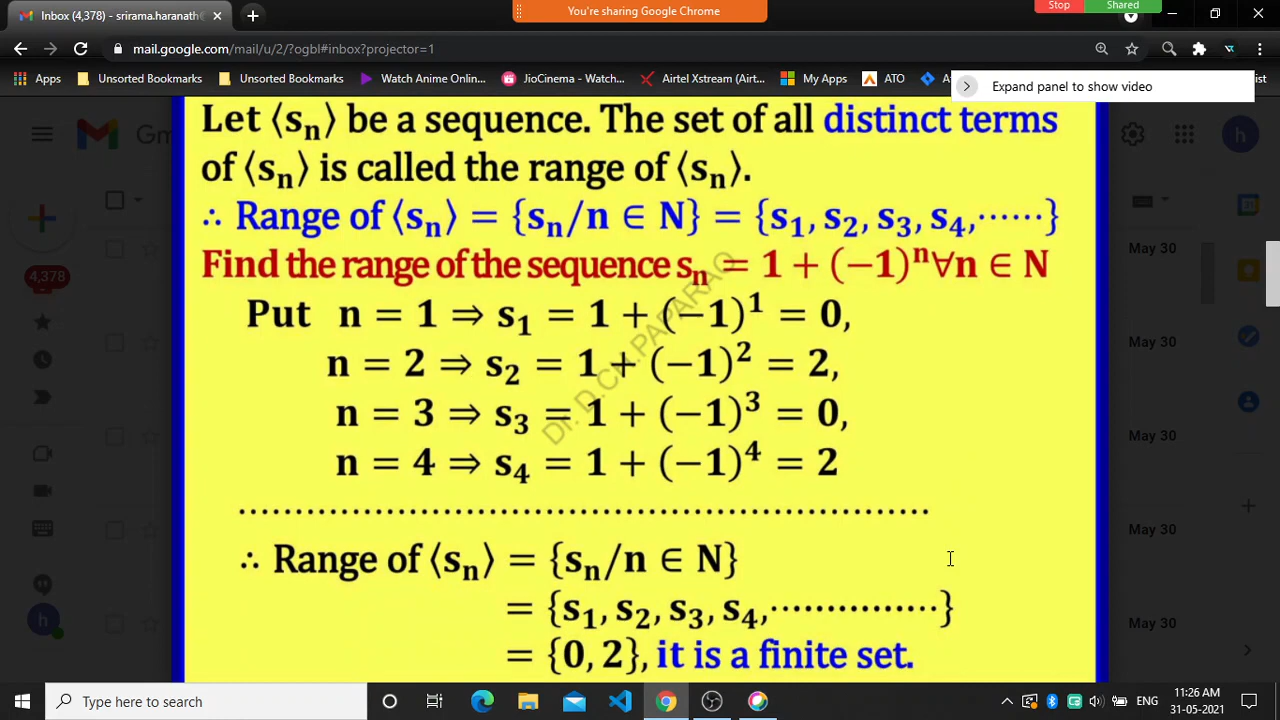 Inbox (4,378) - srirama.haranath
You're sharing Google Chrome
Stop
Shared
mail.google.com/mail/u/2/?ogbl#inbox?projector=1
Apps
Unsorted Bookmarks
Unsorted Bookmarks
Watch Anime Online...
JioCinema - Watch...
Airtel Xstream (Airt...
My Apps
ATO
Expand panel to show video
Let ⟨sₙ⟩ be a sequence. The set of all distinct terms
of ⟨sₙ⟩ is called the range of ⟨sₙ⟩.
∴ Range of ⟨sₙ⟩ = {sₙ/n ∈ N} = {s₁, s₂, s₃, s₄, ⋯⋯}
Find the range of the sequence sₙ = 1 + (−1)ⁿ∀n ∈ N
Put n = 1 ⇒ s₁ = 1 + (−1)¹ = 0,
n = 2 ⇒ s₂ = 1 + (−1)² = 2,
n = 3 ⇒ s₃ = 1 + (−1)³ = 0,
n = 4 ⇒ s₄ = 1 + (−1)⁴ = 2
⋯⋯⋯⋯⋯⋯⋯⋯⋯⋯⋯⋯⋯⋯⋯⋯⋯⋯⋯⋯
∴ Range of ⟨sₙ⟩ = {sₙ/n ∈ N}
= {s₁, s₂, s₃, s₄, ⋯⋯⋯⋯⋯}
= {0, 2}, it is a finite set.
Dr. D.CH.PAPARAO
Gm
4,378
h
h
May 30
May 30
May 30
May 30
May 30
Type here to search
ENG
11:26 AM
31-05-2021